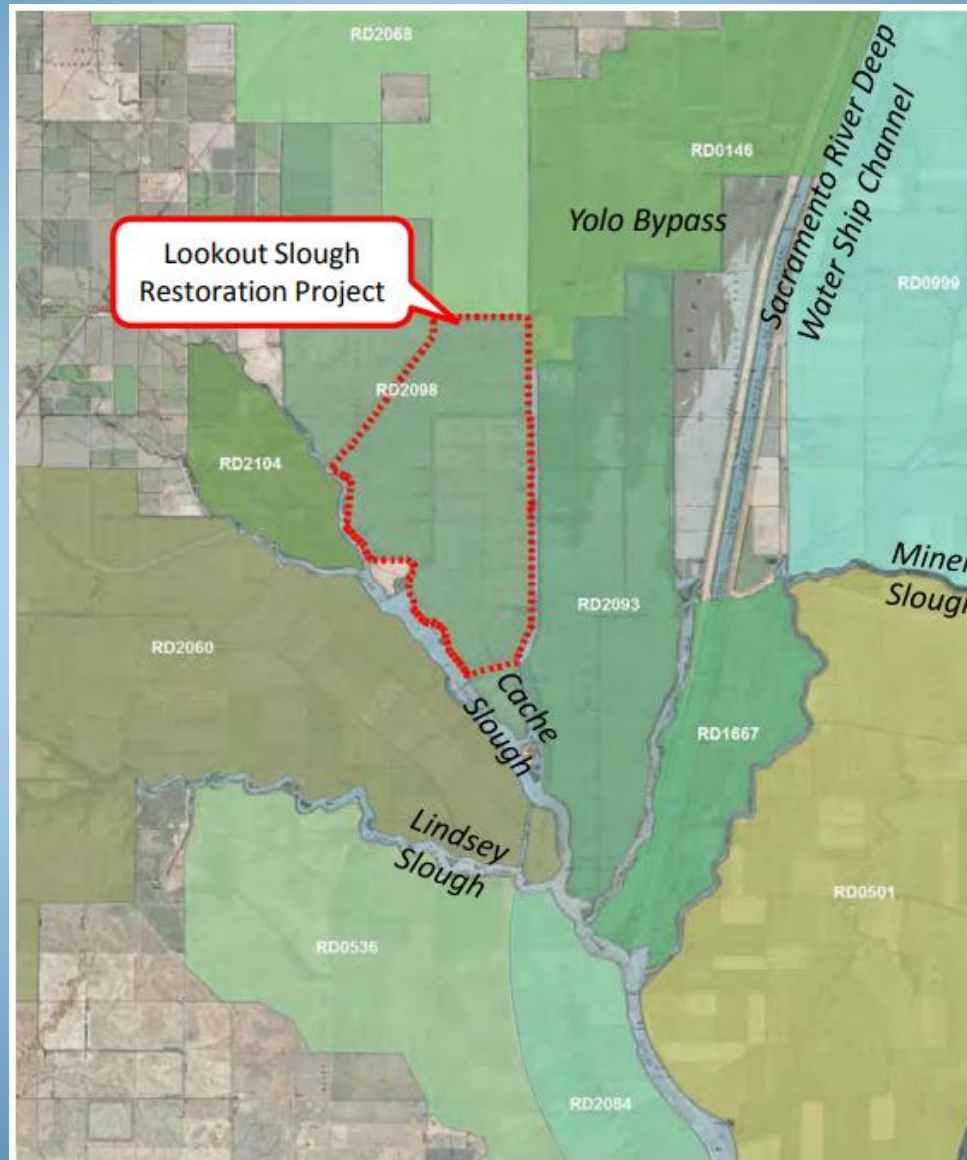 RD2068
Sacramento River Deep
Water Ship Channel
RD0146
Yolo Bypass
Lookout Slough
Restoration Project
RD0999
RD2098
RD2104
Miner
Slough
RD2093
RD2060
Cache
Slough
RD1667
Lindsey
Slough
RD0501
RD0536
RD2084